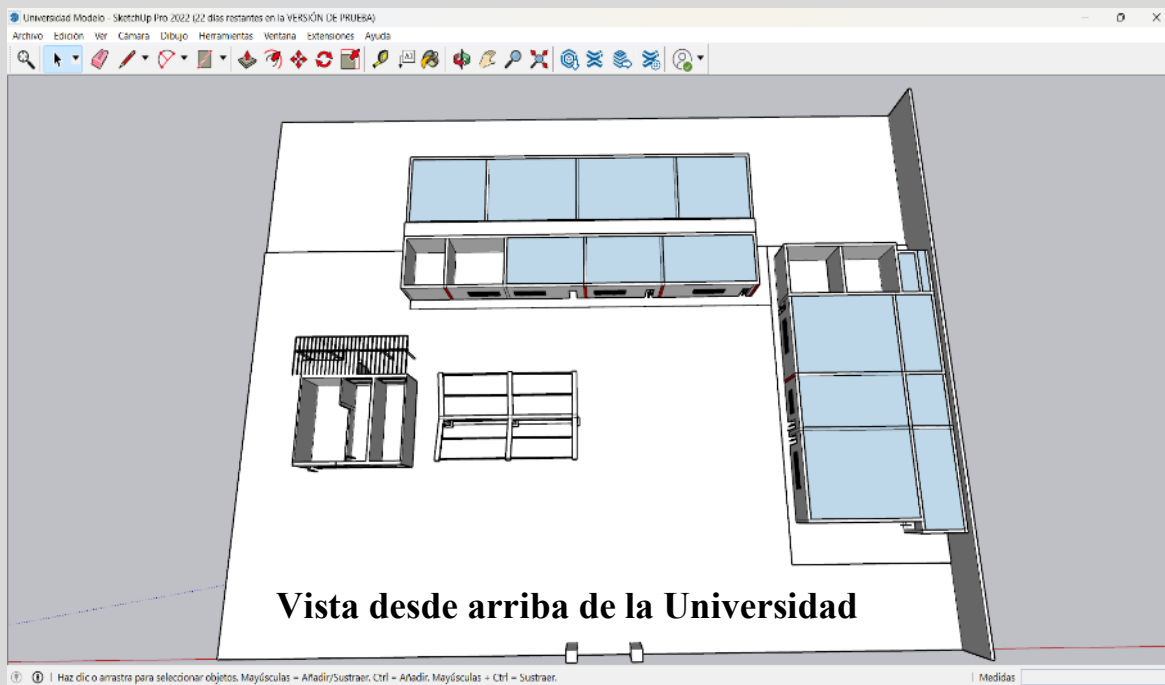 Universidad Modelo - SketchUp Pro 2022 (22 días restantes en la VERSIÓN DE PRUEBA)
Archivo Edición Ver Cámara Dibujo Herramientas Ventana Extensiones Ayuda
A1
Vista desde arriba de la Universidad
Haz clic o arrastra para seleccionar objetos. Mayúsculas = Añadir/Sustraer. Ctrl = Añadir. Mayúsculas + Ctrl = Sustraer.
Medidas